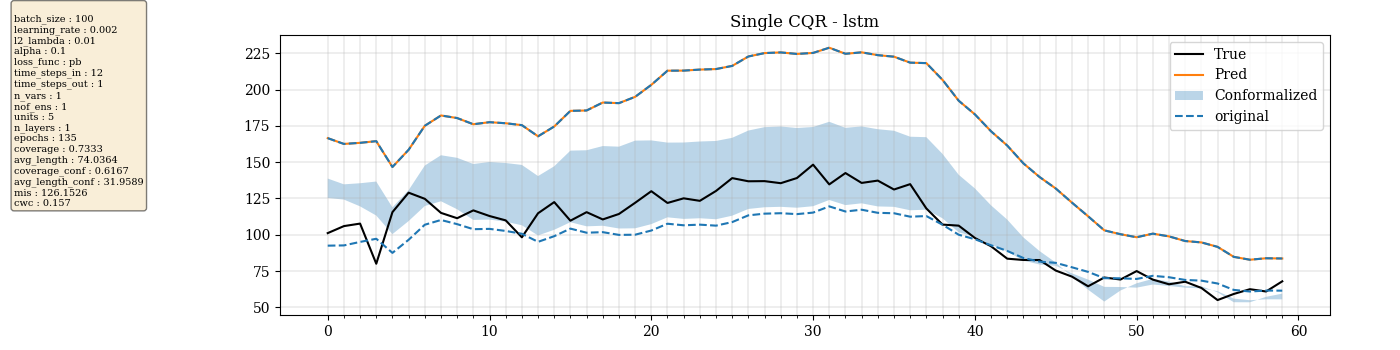 batch_size : 100
learning_rate : 0.002
l2_lambda : 0.01
alpha : 0.1
loss_func : pb
time_steps_in : 12
time_steps_out : 1
n_vars : 1
nof_ens : 1
units : 5
n_layers : 1
epochs : 135
coverage : 0.7333
avg_length : 74.0364
coverage_conf : 0.6167
avg_length_conf : 31.9589
mis : 126.1526
cwc : 0.157
Single CQR - lstm
225
200
175
150
125
100
75
50
0 10 20 30 40 50 60
True
Pred
Conformalized
original